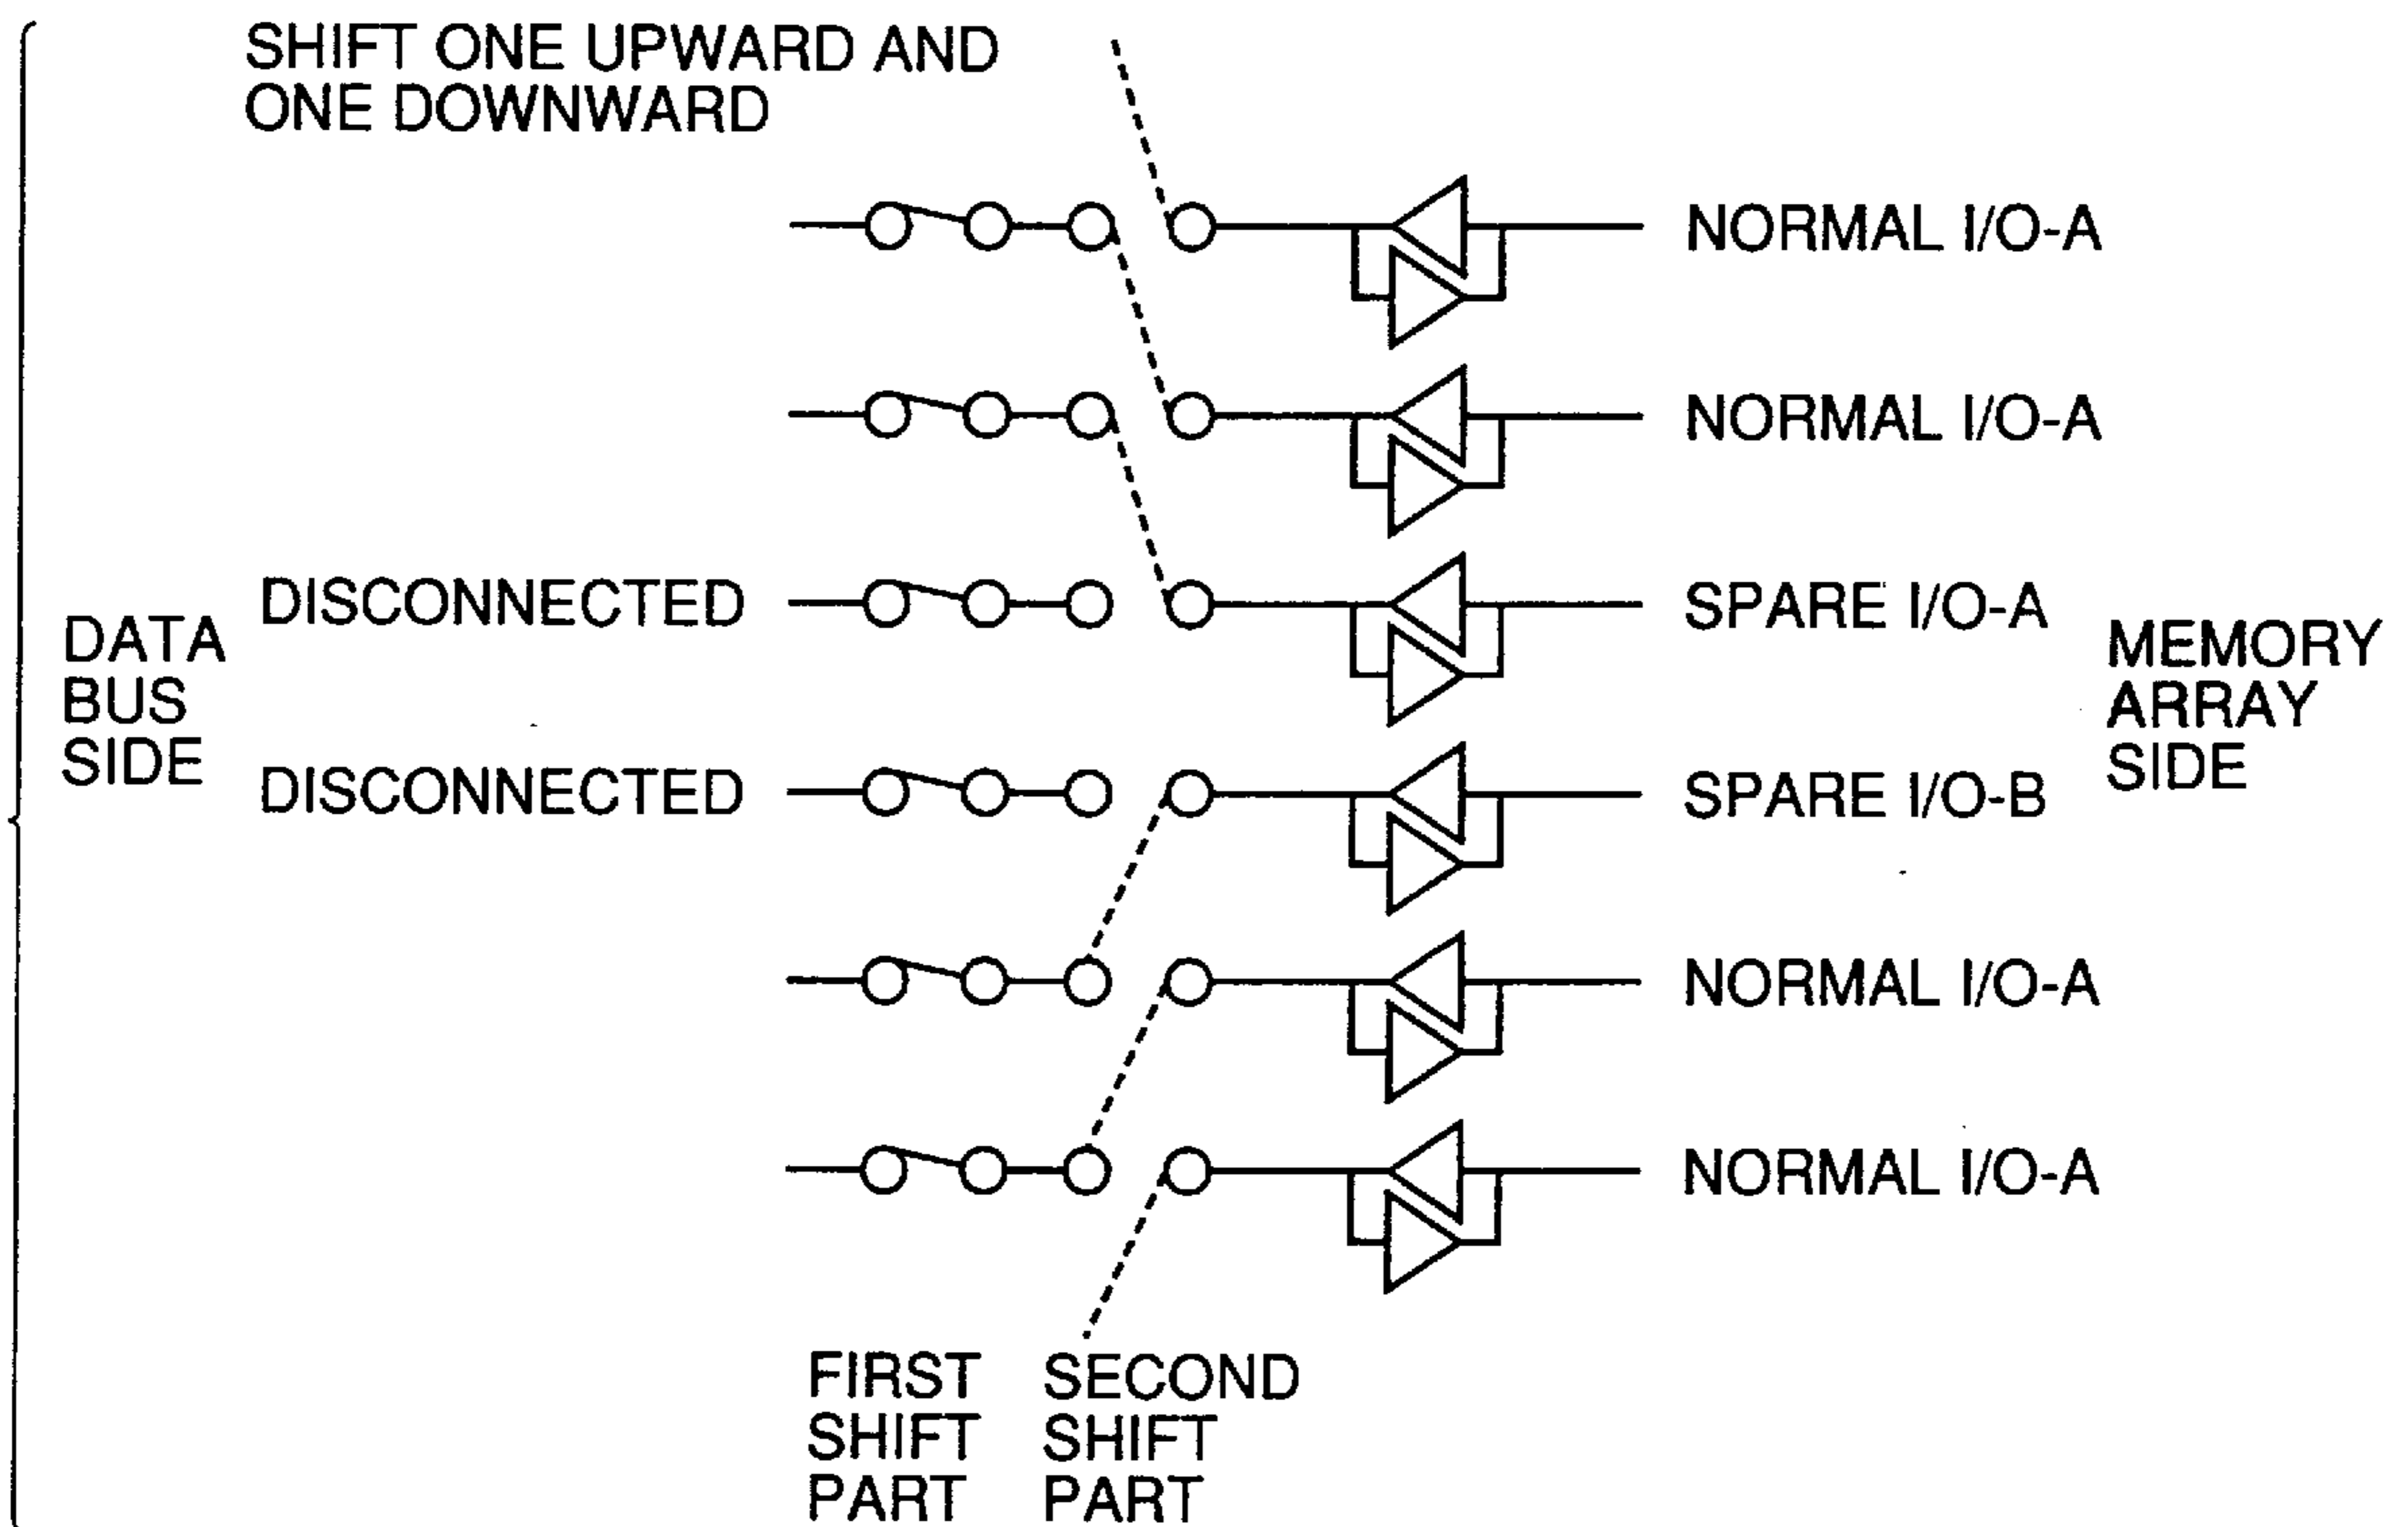 SHIFT ONE UPWARD AND
ONE DOWNWARD
NORMAL I/O-A
NORMAL I/O-A
DISCONNECTED
SPARE I/O-A
DATA
BUS
SIDE
MEMORY
ARRAY
SIDE
DISCONNECTED
SPARE I/O-B
NORMAL I/O-A
NORMAL I/O-A
FIRST
SHIFT
PART
SECOND
SHIFT
PART